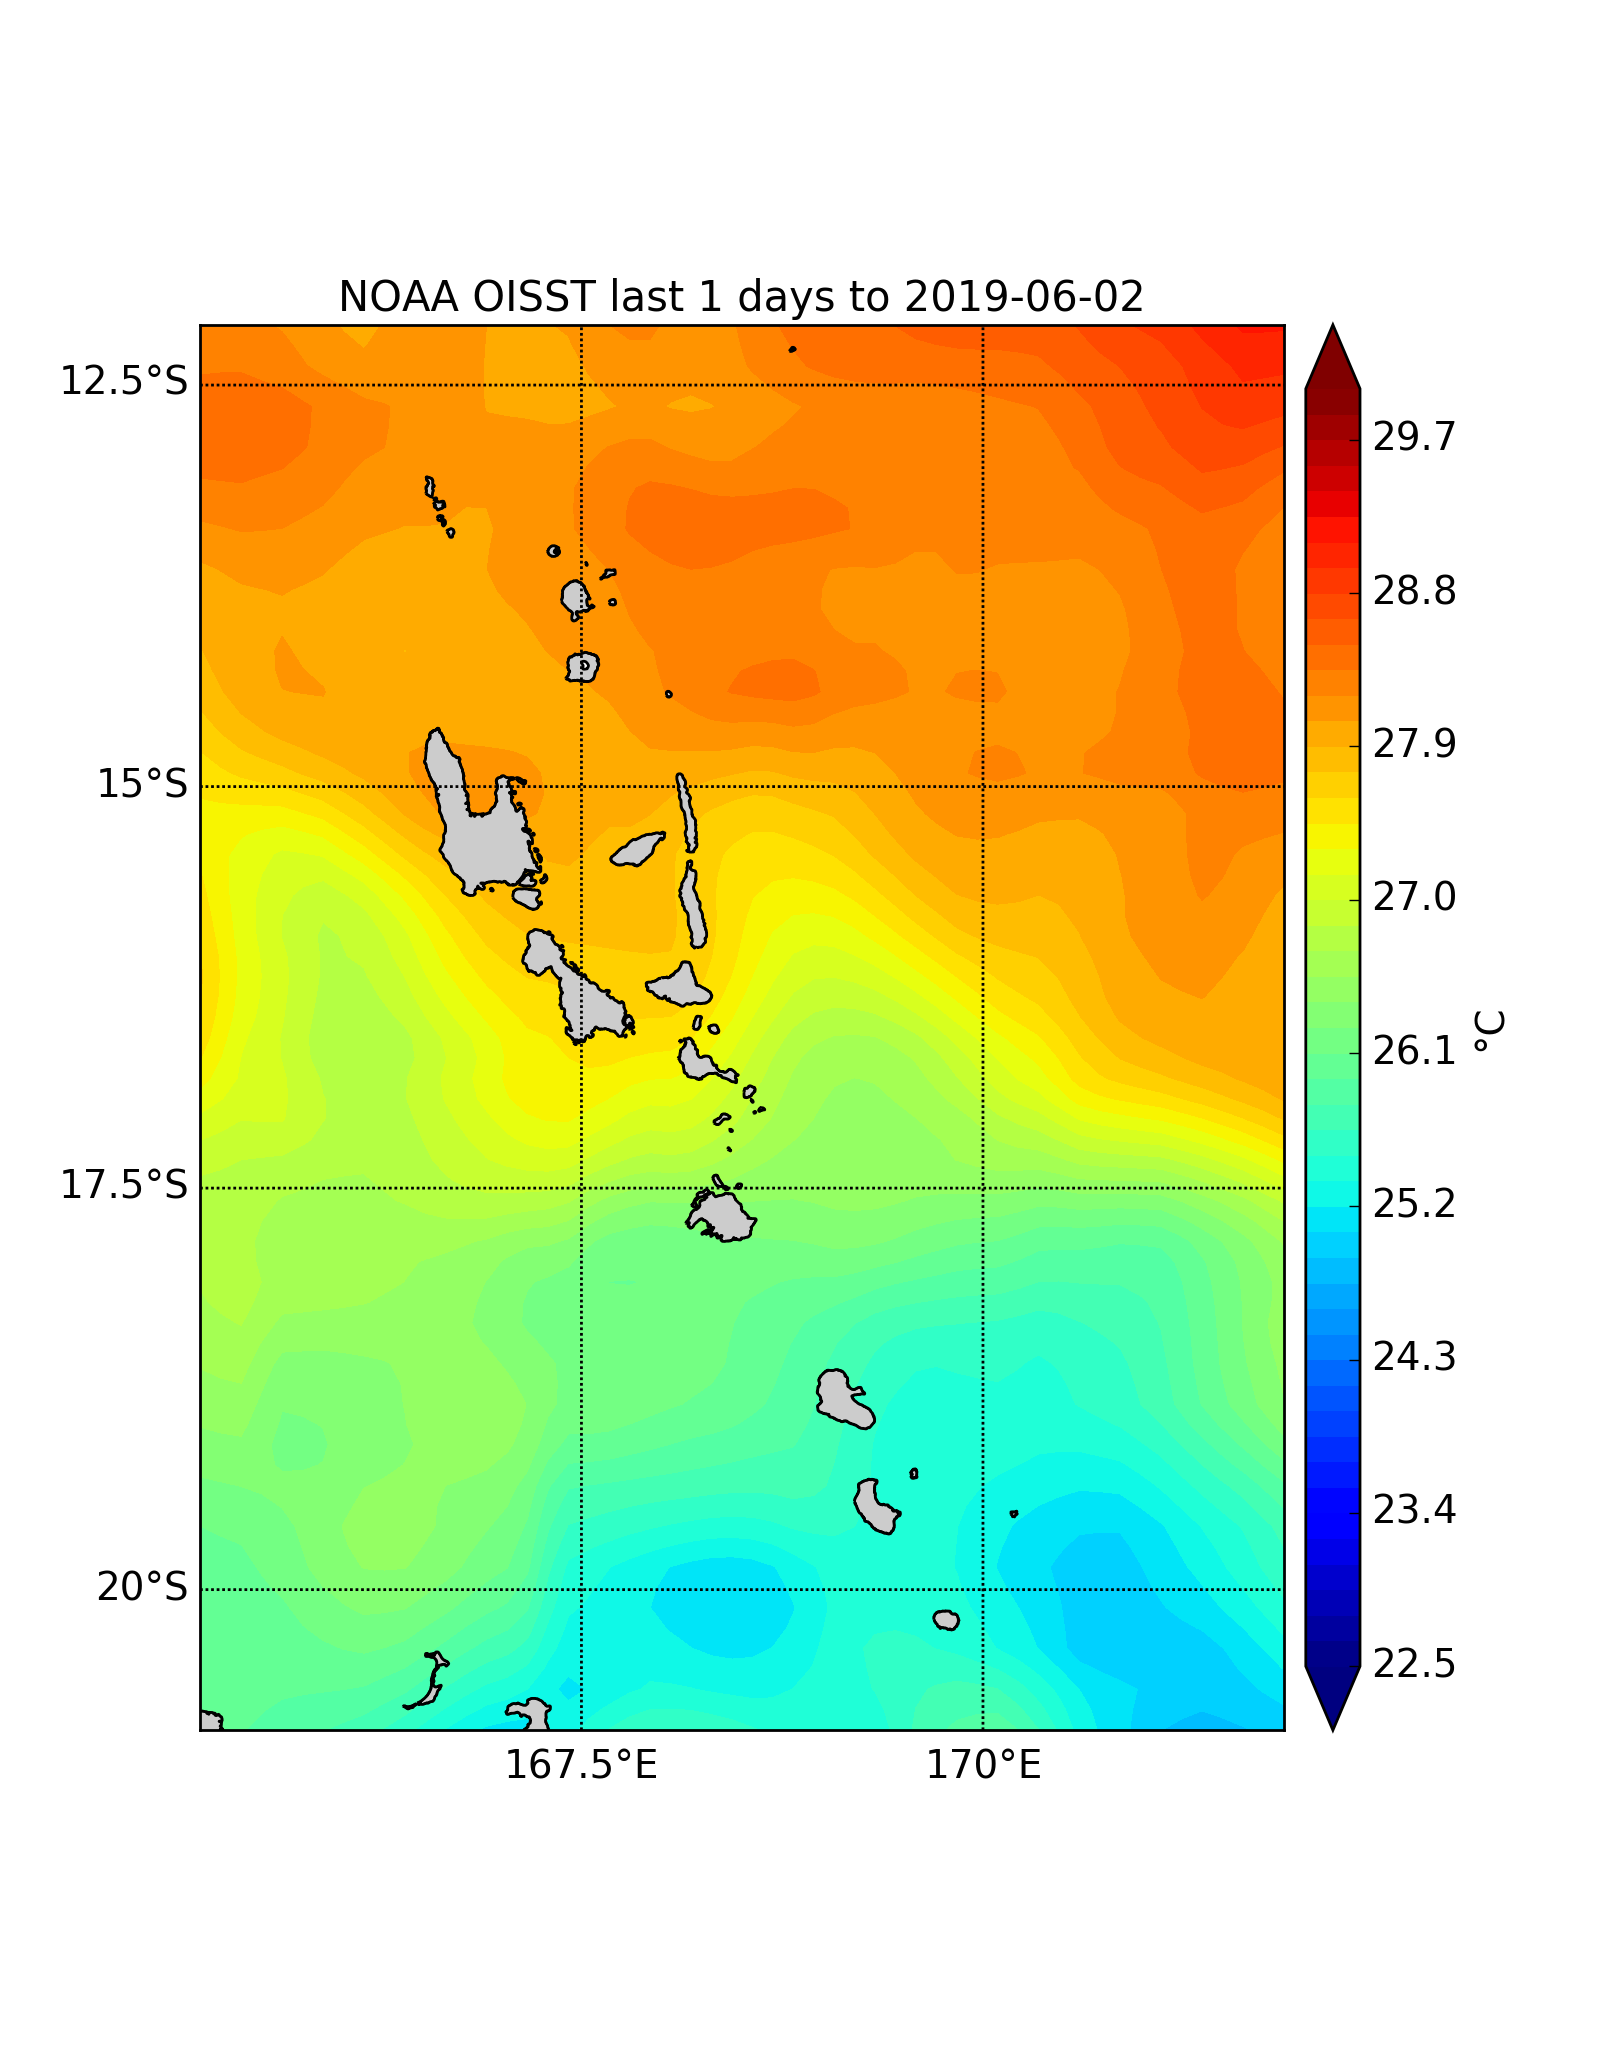 NOAA OISST last 1 days to 2019-06-02
12.5°S
15°S
17.5°S
20°S
167.5°E
170°E
29.7
28.8
27.9
27.0
26.1
25.2
24.3
23.4
22.5
°C